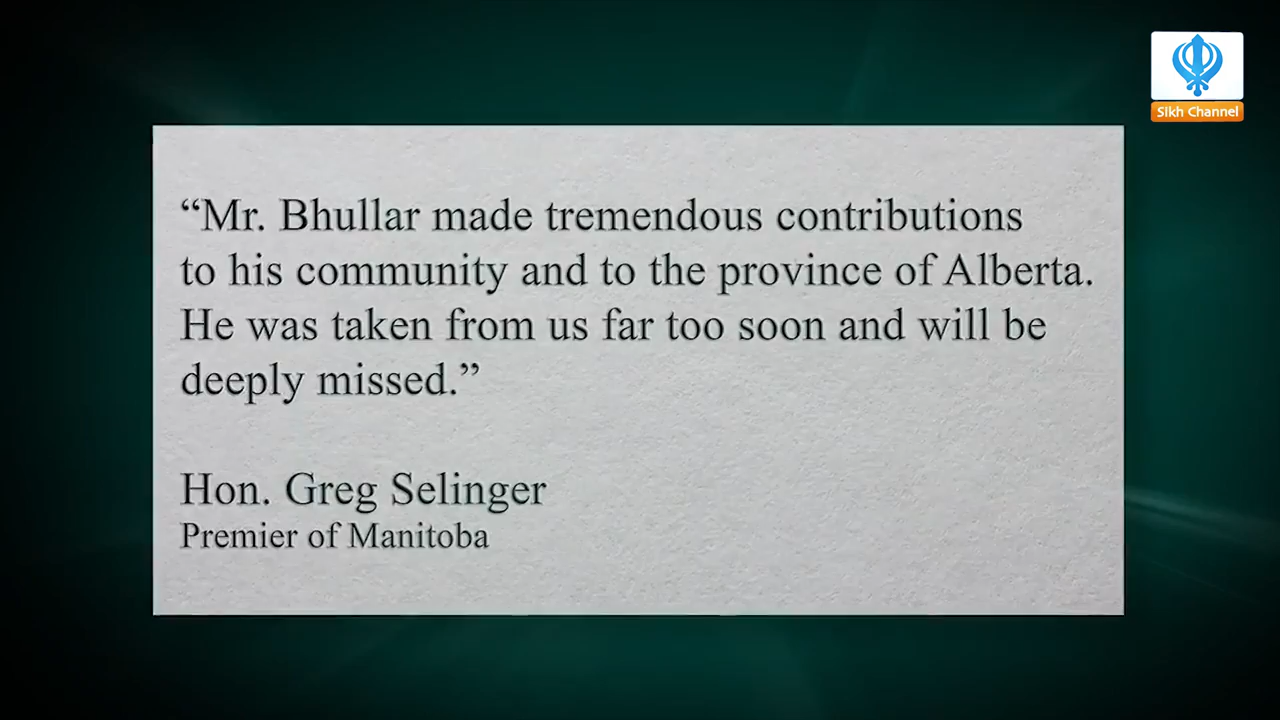 Sikh Channel
“Mr. Bhullar made tremendous contributions
to his community and to the province of Alberta.
He was taken from us far too soon and will be
deeply missed.”
Hon. Greg Selinger
Premier of Manitoba